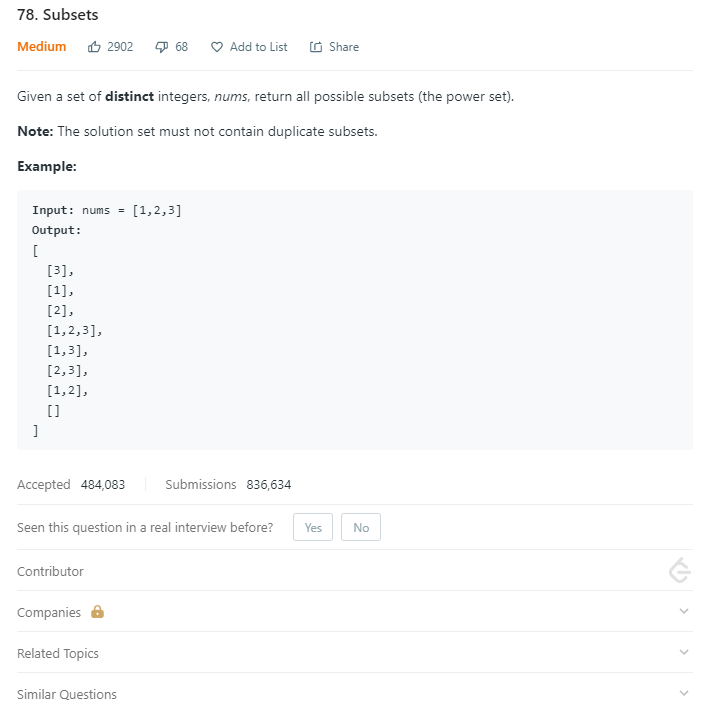 78. Subsets
Medium 2902 68 Add to List Share
Given a set of distinct integers, nums, return all possible subsets (the power set).
Note: The solution set must not contain duplicate subsets.
Example:
Input: nums = [1,2,3]
Output:
[
  [3],
  [1],
  [2],
  [1,2,3],
  [1,3],
  [2,3],
  [1,2],
  []
]
Accepted 484,083 Submissions 836,634
Seen this question in a real interview before? Yes No
Contributor
Companies
Related Topics
Similar Questions